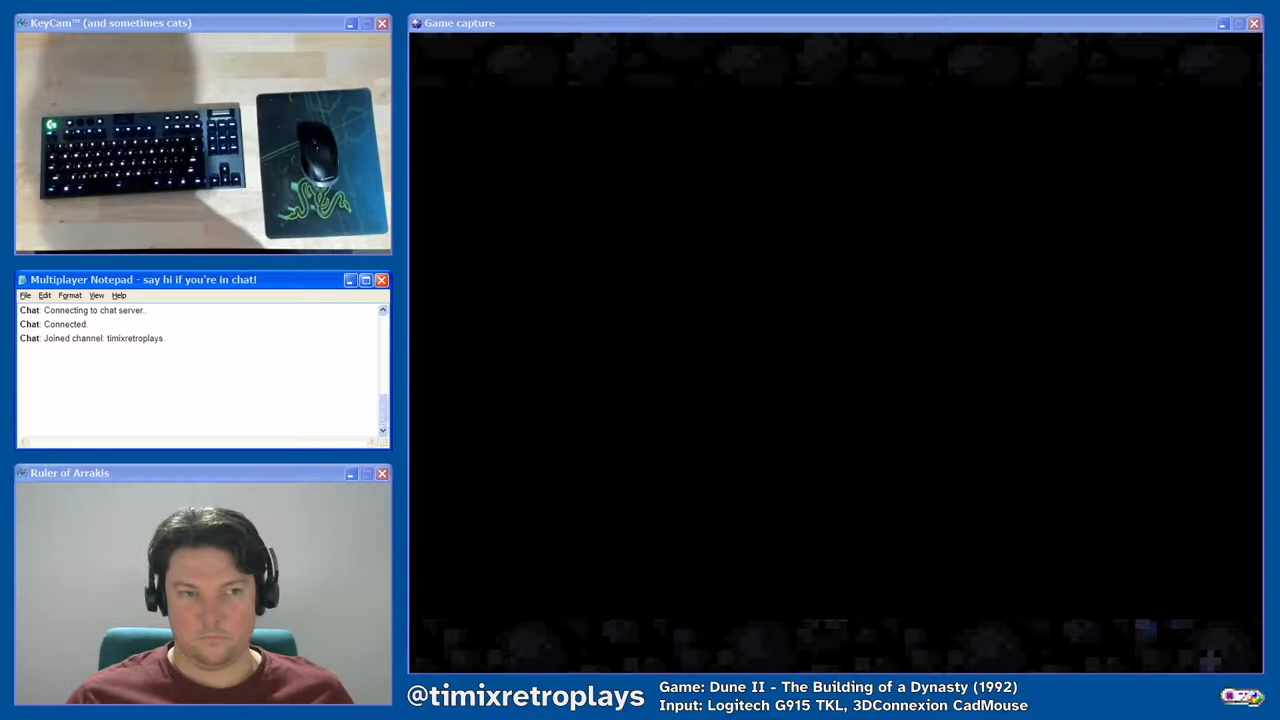 KeyCam™ (and sometimes cats)
Game capture
Multiplayer Notepad - say hi if you're in chat!
File Edit Format View Help
Chat: Connecting to chat server..
Chat: Connected.
Chat: Joined channel: timixretroplays.
Ruler of Arrakis
@timixretroplays
Game: Dune II - The Building of a Dynasty (1992)
Input: Logitech G915 TKL, 3DConnexion CadMouse